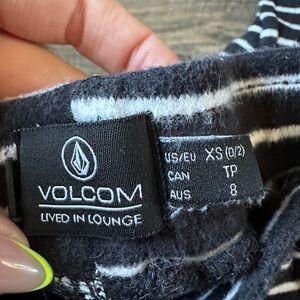 VOLCOM
LIVED IN LOUNGE
US/EU XS (0/2)
CAN TP
AUS 8